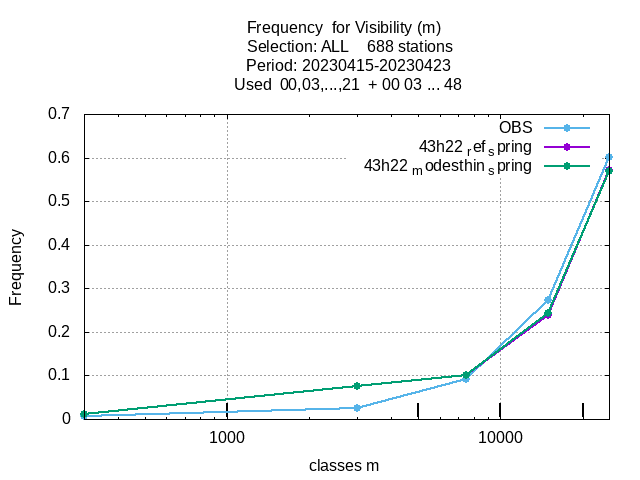 Frequency  for Visibility (m)
Selection: ALL    688 stations
Period: 20230415-20230423
Used  00,03,...,21  + 00 03 ... 48
OBS
43h22 ref spring
43h22 modesthin spring
0.7
0.6
0.5
0.4
0.3
0.2
0.1
0
Frequency
1000
10000
classes m